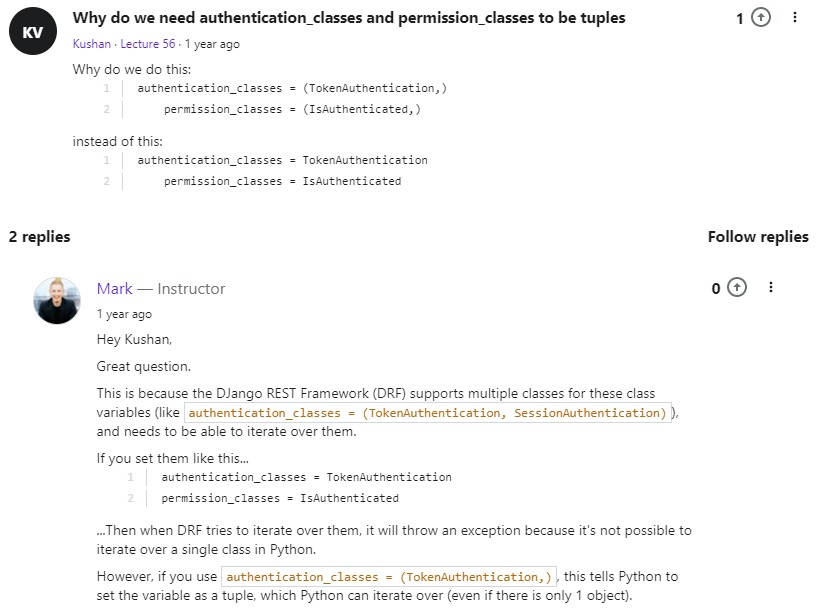 KV
Why do we need authentication_classes and permission_classes to be tuples
1
Kushan · Lecture 56 · 1 year ago
Why do we do this:
1 authentication_classes = (TokenAuthentication,)
2 permission_classes = (IsAuthenticated,)
instead of this:
1 authentication_classes = TokenAuthentication
2 permission_classes = IsAuthenticated
2 replies
Follow replies
Mark — Instructor
0
1 year ago
Hey Kushan,
Great question.
This is because the DJango REST Framework (DRF) supports multiple classes for these class
variables (like authentication_classes = (TokenAuthentication, SessionAuthentication)),
and needs to be able to iterate over them.
If you set them like this...
1 authentication_classes = TokenAuthentication
2 permission_classes = IsAuthenticated
...Then when DRF tries to iterate over them, it will throw an exception because it's not possible to
iterate over a single class in Python.
However, if you use authentication_classes = (TokenAuthentication,), this tells Python to
set the variable as a tuple, which Python can iterate over (even if there is only 1 object).